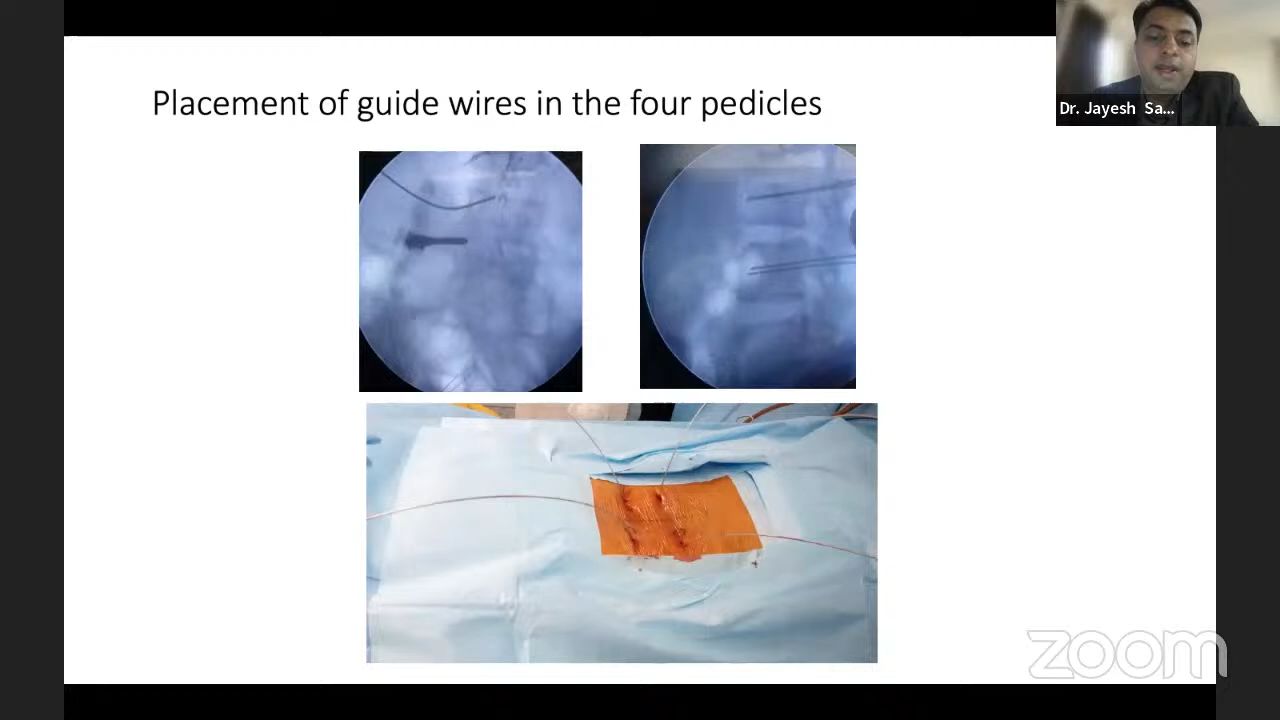 Placement of guide wires in the four pedicles
Dr. Jayesh Sa...
zoom